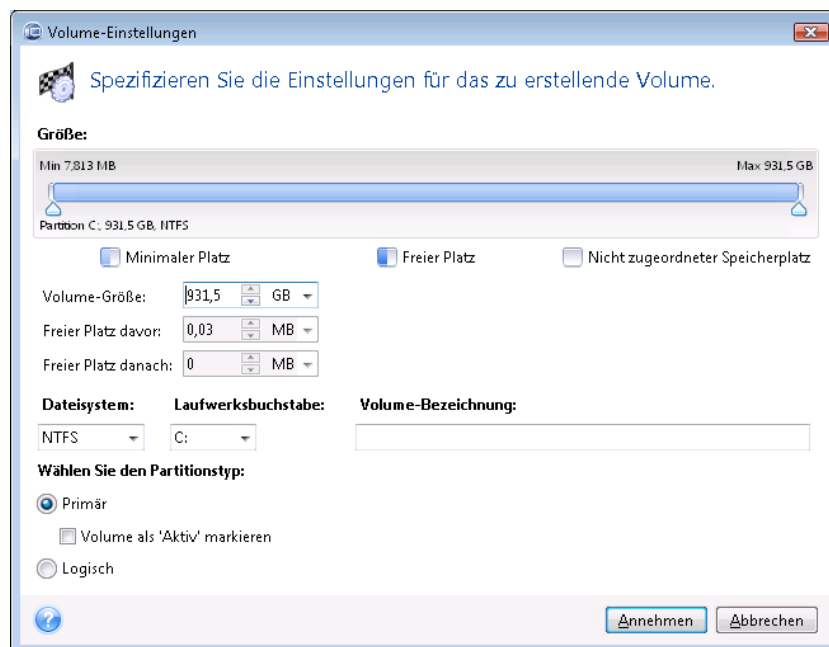 Volume-Einstellungen
Spezifizieren Sie die Einstellungen für das zu erstellende Volume.
Größe:
Min 7,813 MB Max 931,5 GB
Partition C:, 931,5 GB, NTFS
Minimaler Platz Freier Platz Nicht zugeordneter Speicherplatz
Volume-Größe: 931,5 GB
Freier Platz davor: 0,03 MB
Freier Platz danach: 0 MB
Dateisystem: Laufwerksbuchstabe: Volume-Bezeichnung:
NTFS C:
Wählen Sie den Partitionstyp:
Primär
Volume als 'Aktiv' markieren
Logisch
? Annehmen Abbrechen